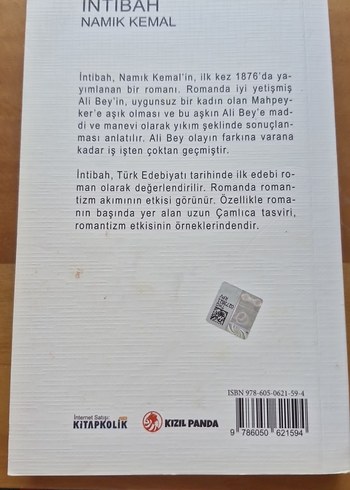 İNTİBAH
NAMIK KEMAL
İntibah, Namık Kemal'in, ilk kez 1876'da ya-
yımlanan bir romanı. Romanda iyi yetişmiş
Ali Bey'in, uygunsuz bir kadın olan Mahpey-
ker'e aşık olması ve bu aşkın Ali Bey'e mad-
di ve manevi olarak yıkım şeklinde sonuçlan-
ması anlatılır. Ali Bey olayın farkına varana
kadar iş işten çoktan geçmiştir.
İntibah, Türk Edebiyatı tarihinde ilk edebi ro-
man olarak değerlendirilir. Romanda roman-
tizm akımının etkisi görünür. Özellikle roma-
nın başında yer alan uzun Çamlıca tasviri,
romantizm etkisinin örneklerindendir.
ISBN 978-605-0621-59-4
İnternet Satışı:
KiTAPKOLiK
KIZIL PANDA
9 786050 621594